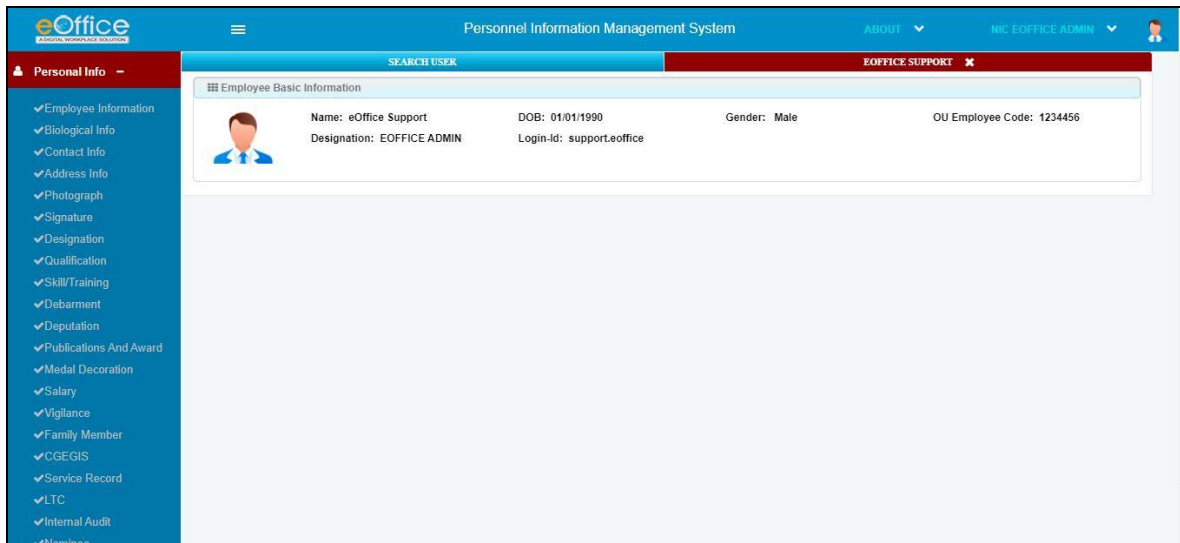 eOffice
A DIGITAL WORKPLACE SOLUTION
Personnel Information Management System
ABOUT
NIC EOFFICE ADMIN
Personal Info
SEARCH USER
EOFFICE SUPPORT
Employee Basic Information
Name: eOffice Support DOB: 01/01/1990 Gender: Male OU Employee Code: 1234456
Designation: EOFFICE ADMIN Login-Id: support.eoffice
Employee Information
Biological Info
Contact Info
Address Info
Photograph
Signature
Designation
Qualification
Skill/Training
Debarment
Deputation
Publications And Award
Medal Decoration
Salary
Vigilance
Family Member
CGEGIS
Service Record
LTC
Internal Audit